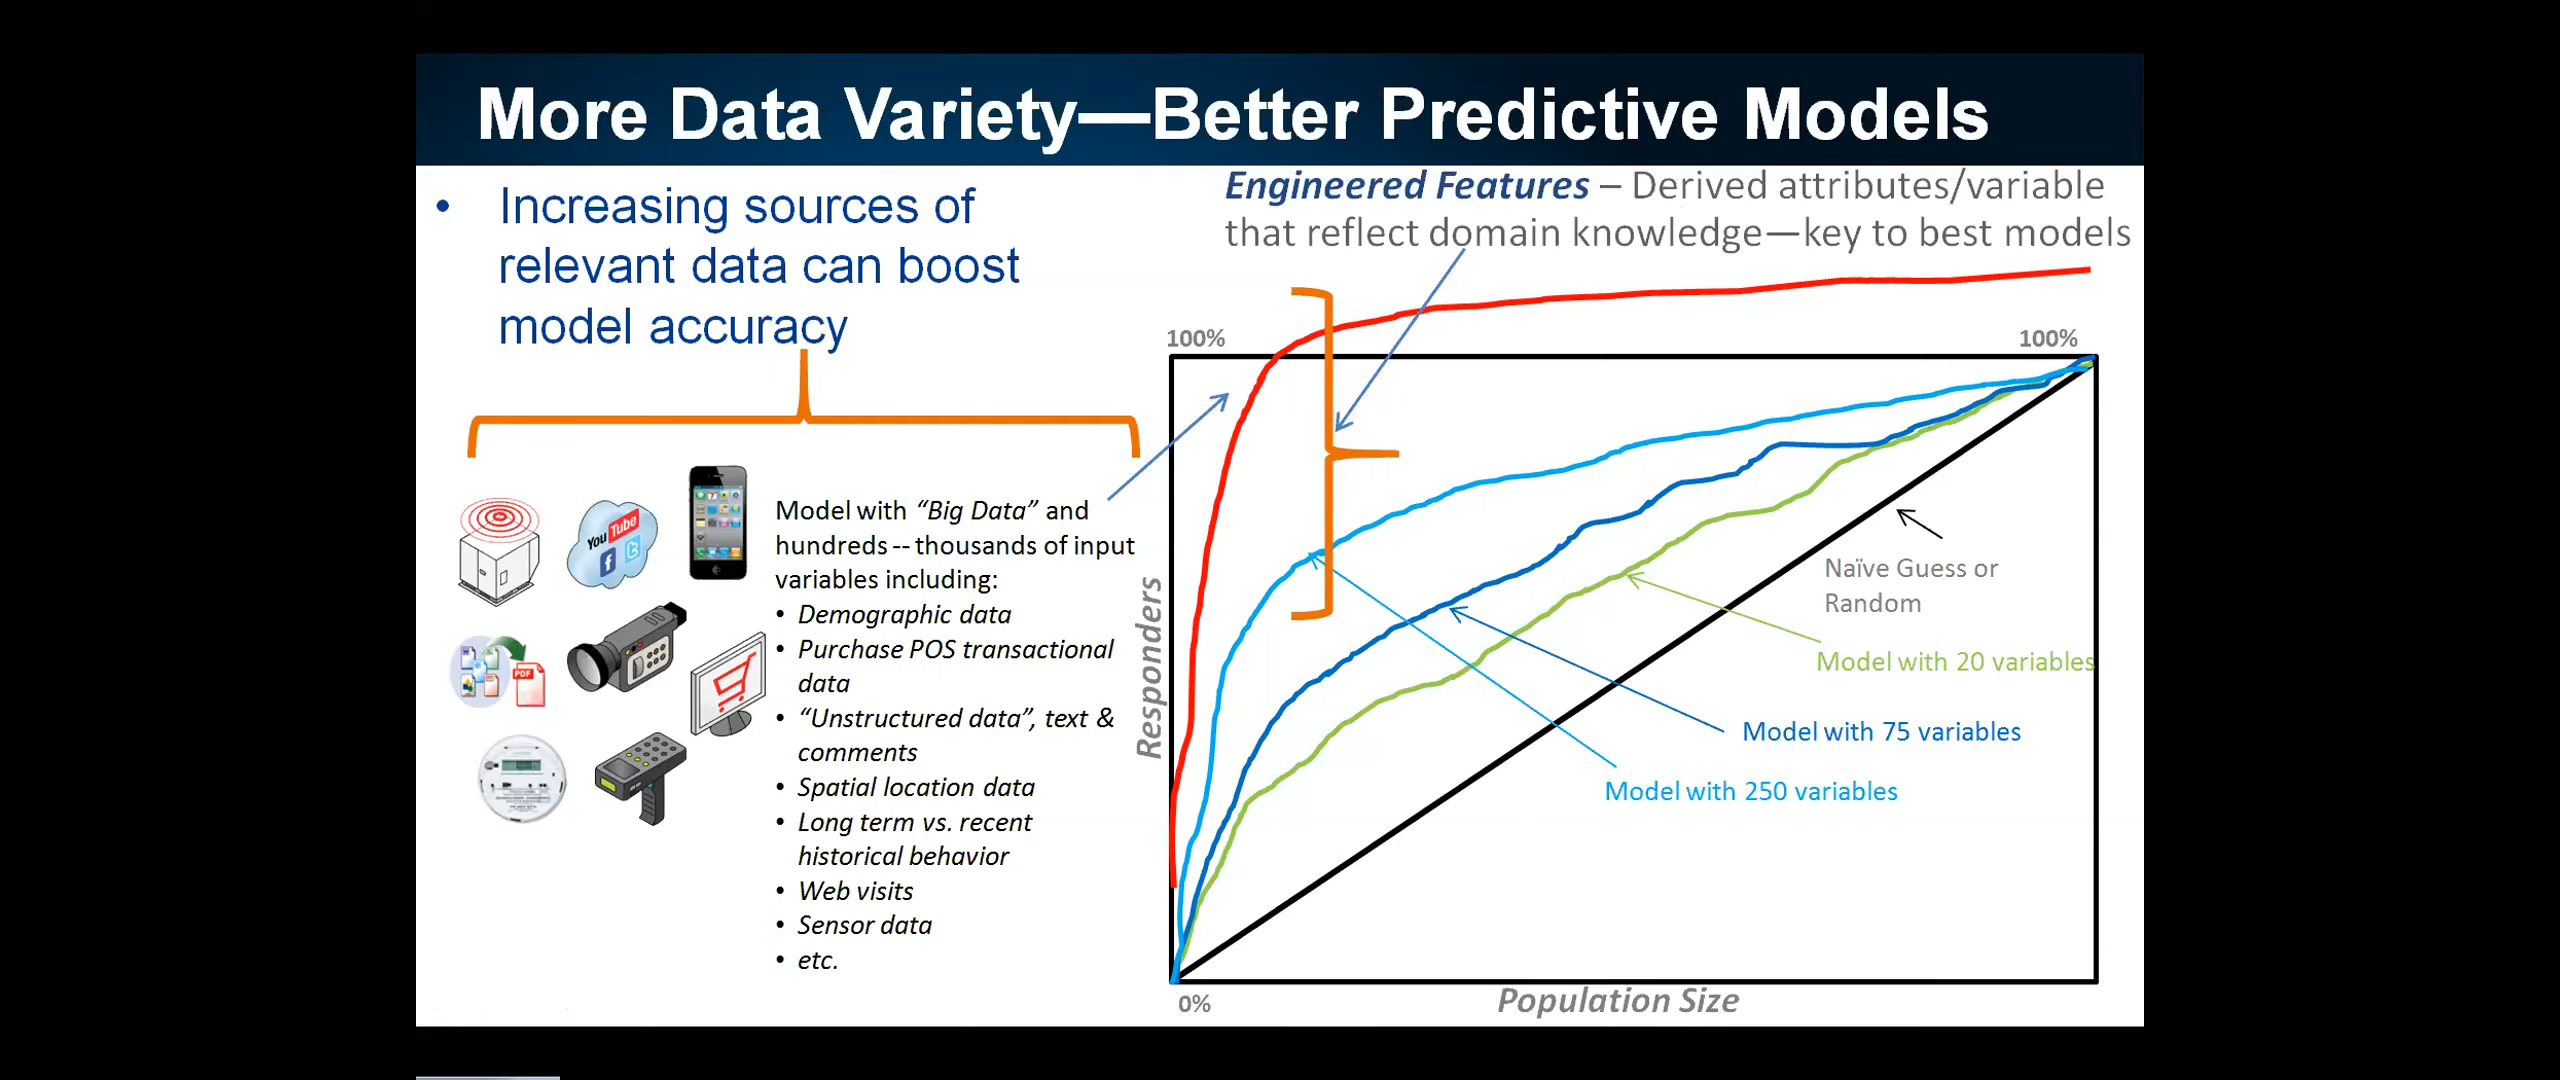 More Data Variety—Better Predictive Models
• Increasing sources of
relevant data can boost
model accuracy
Engineered Features – Derived attributes/variable
that reflect domain knowledge—key to best models
You Tube
PDF
Model with “Big Data” and
hundreds -- thousands of input
variables including:
• Demographic data
• Purchase POS transactional
data
• “Unstructured data”, text &
comments
• Spatial location data
• Long term vs. recent
historical behavior
• Web visits
• Sensor data
• etc.
100%
100%
Responders
Naïve Guess or
Random
Model with 20 variables
Model with 75 variables
Model with 250 variables
0%
Population Size